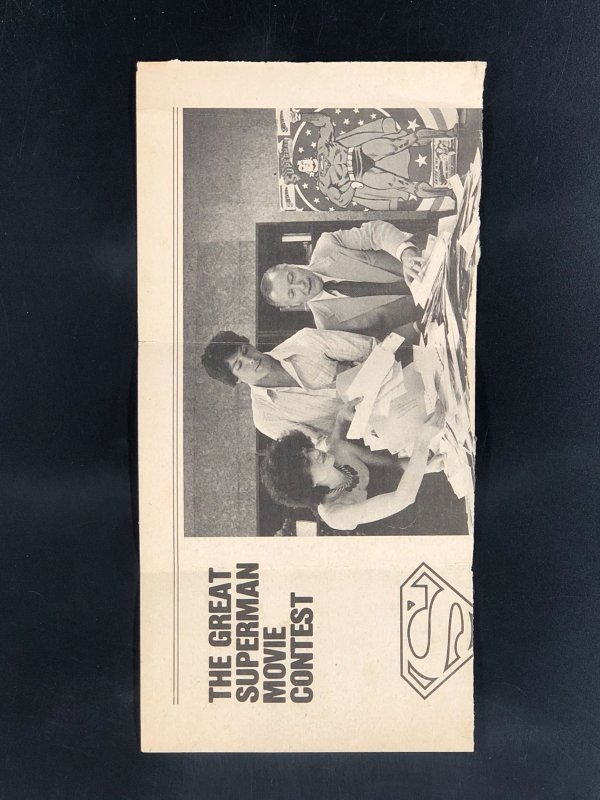 THE GREAT
SUPERMAN
MOVIE
CONTEST
S